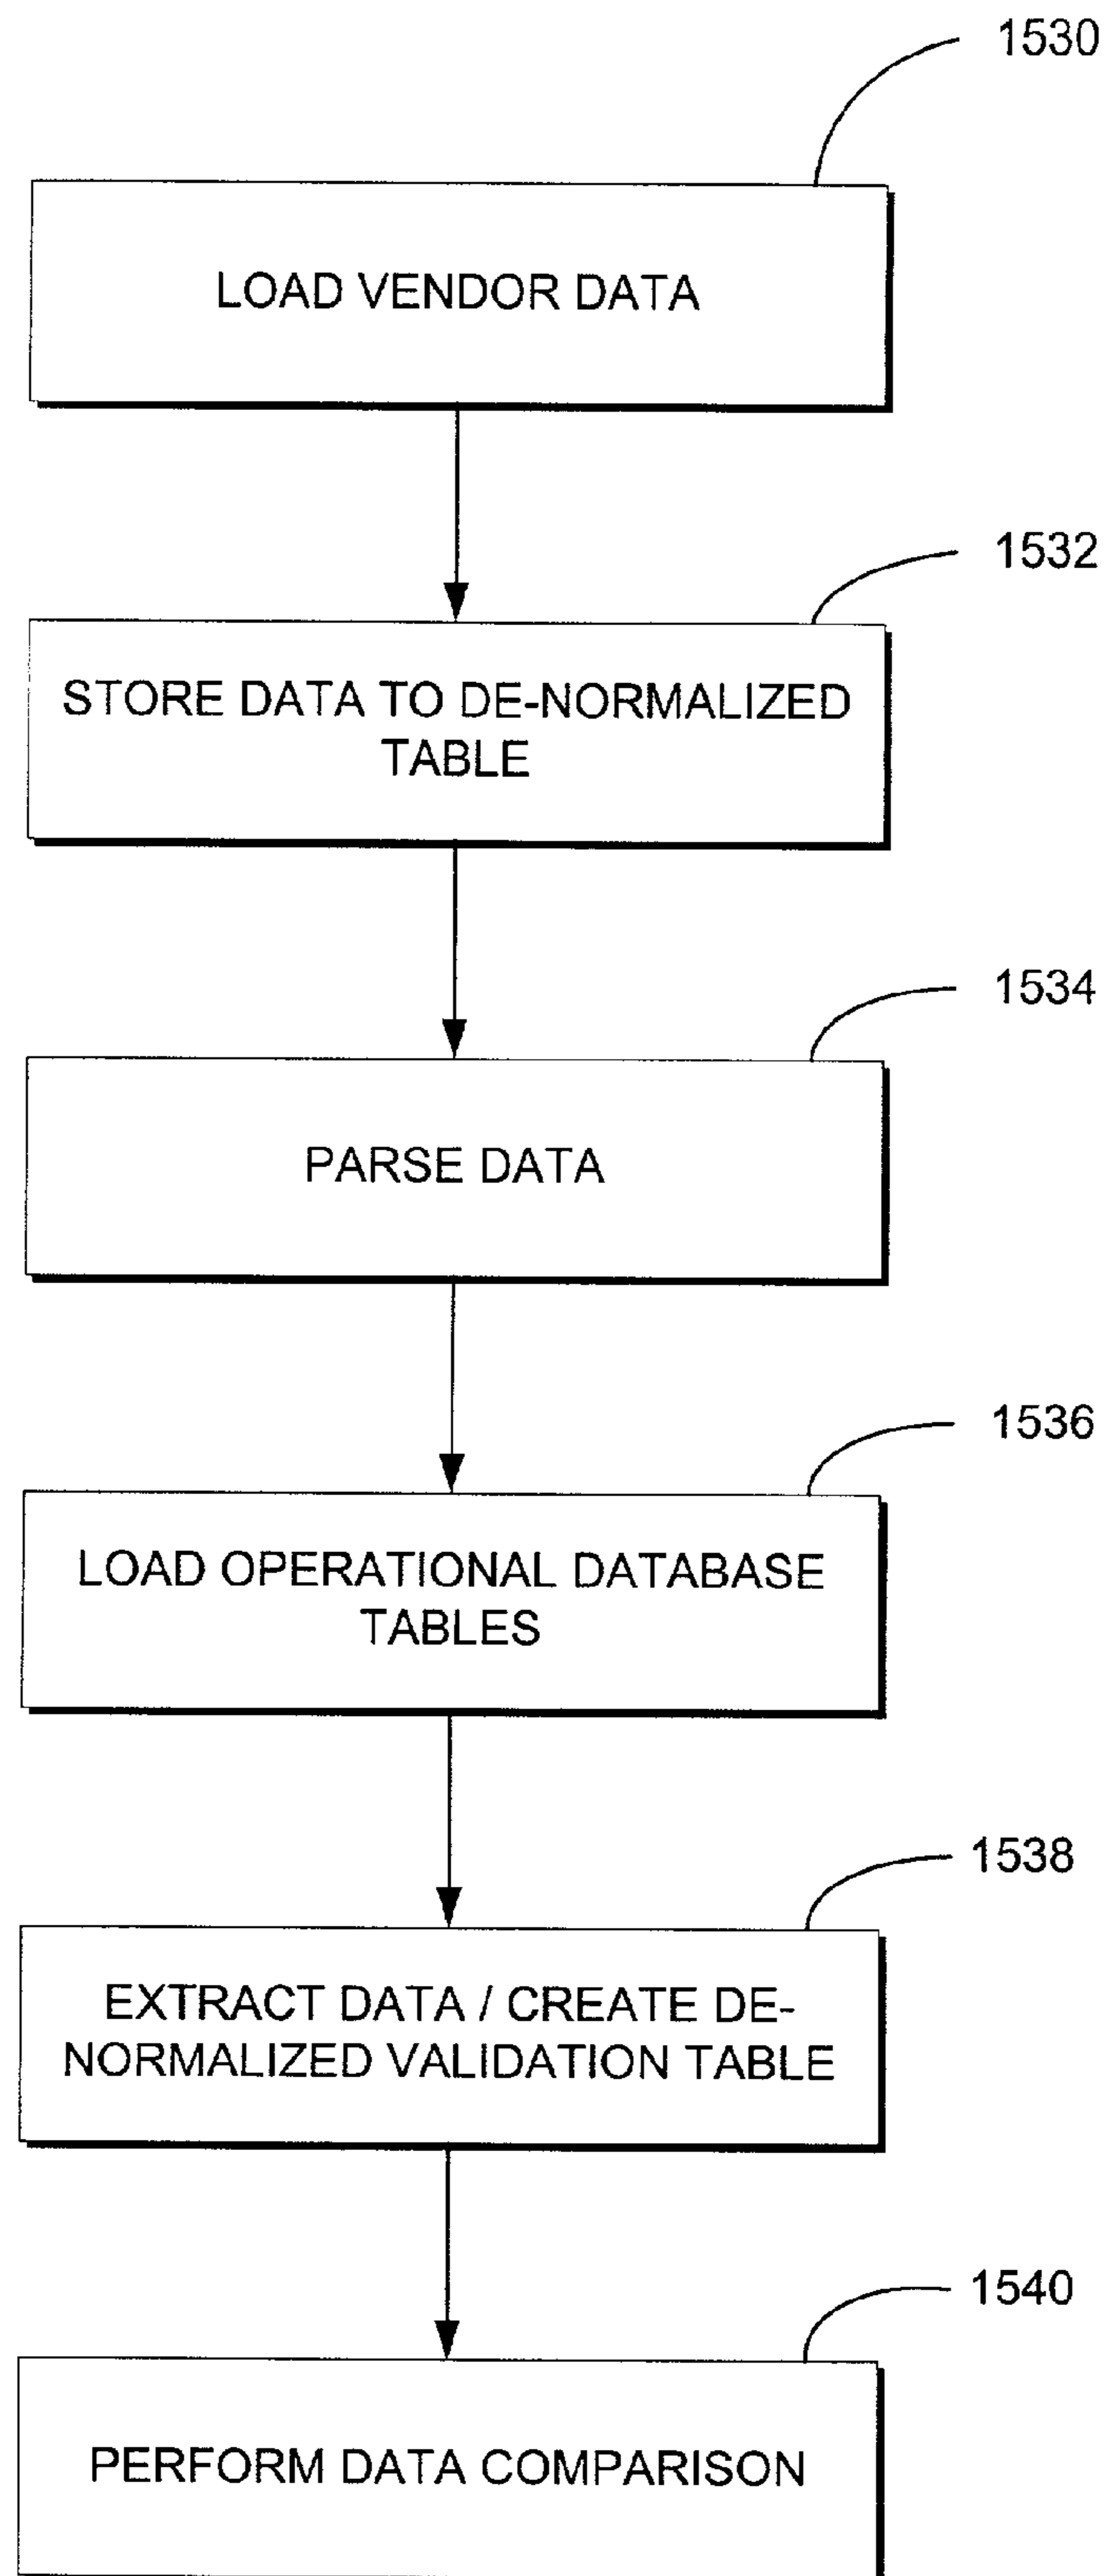 1530
LOAD VENDOR DATA
1532
STORE DATA TO DE-NORMALIZED
TABLE
1534
PARSE DATA
1536
LOAD OPERATIONAL DATABASE
TABLES
1538
EXTRACT DATA / CREATE DE-
NORMALIZED VALIDATION TABLE
1540
PERFORM DATA COMPARISON